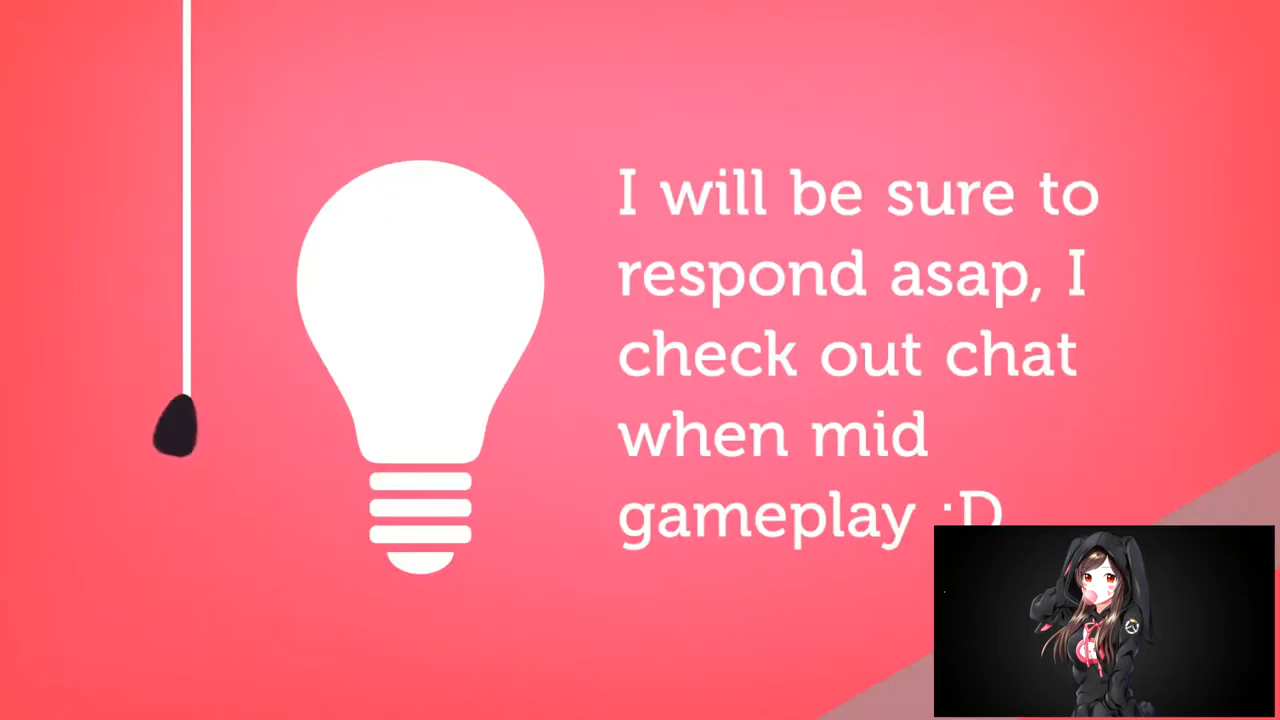 I will be sure to
respond asap, I
check out chat
when mid
gameplay :D